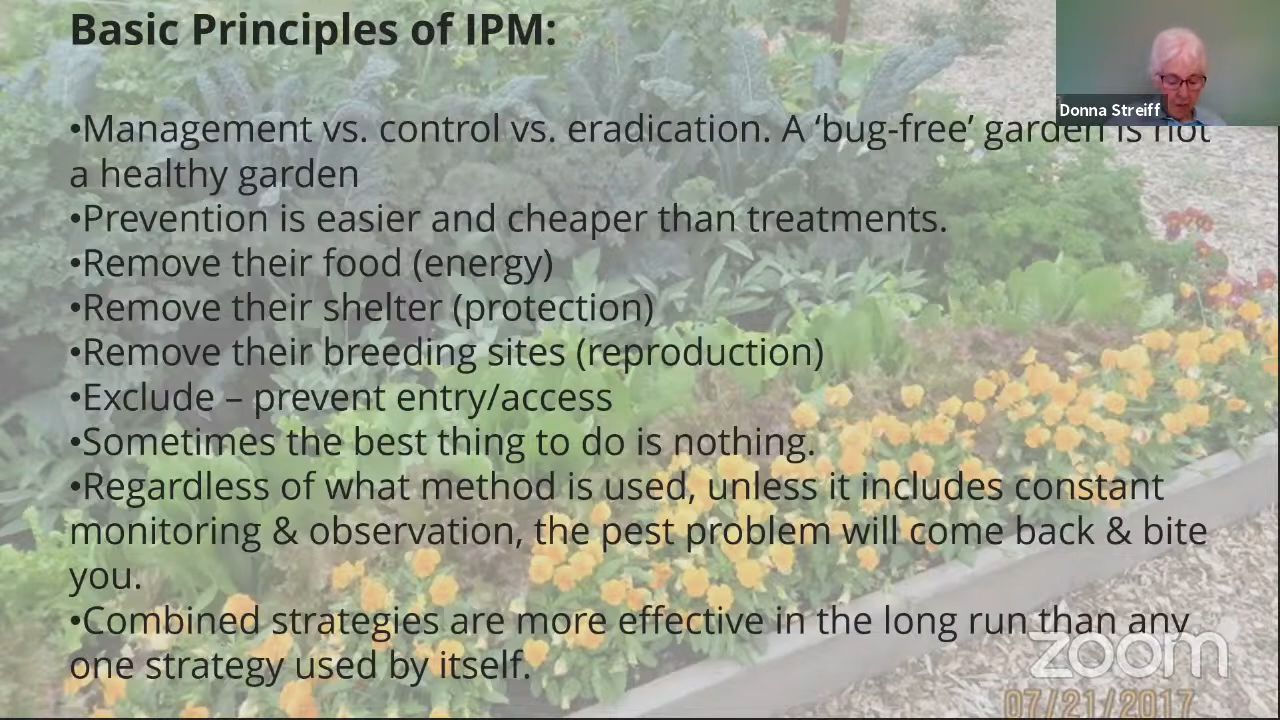 Basic Principles of IPM:
Donna Streiff
•Management vs. control vs. eradication. A ‘bug-free’ garden is not
a healthy garden
•Prevention is easier and cheaper than treatments.
•Remove their food (energy)
•Remove their shelter (protection)
•Remove their breeding sites (reproduction)
•Exclude – prevent entry/access
•Sometimes the best thing to do is nothing.
•Regardless of what method is used, unless it includes constant
monitoring & observation, the pest problem will come back & bite
you.
•Combined strategies are more effective in the long run than any
one strategy used by itself.
zoom
07/21/2017